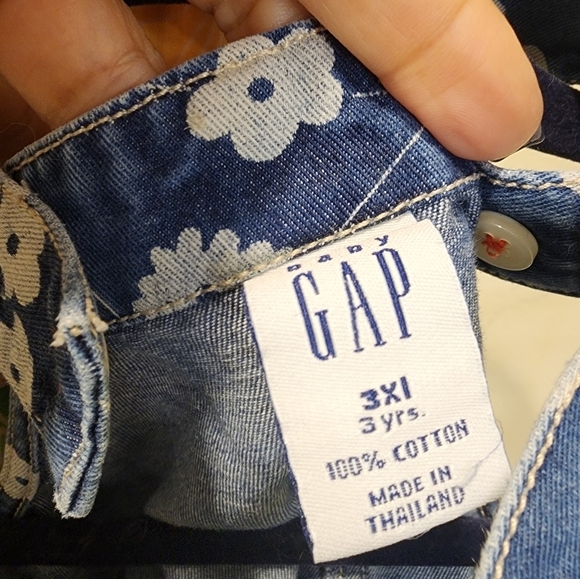 baby
GAP
3Xl
3 yrs.
100% COTTON
MADE IN
THAILAND